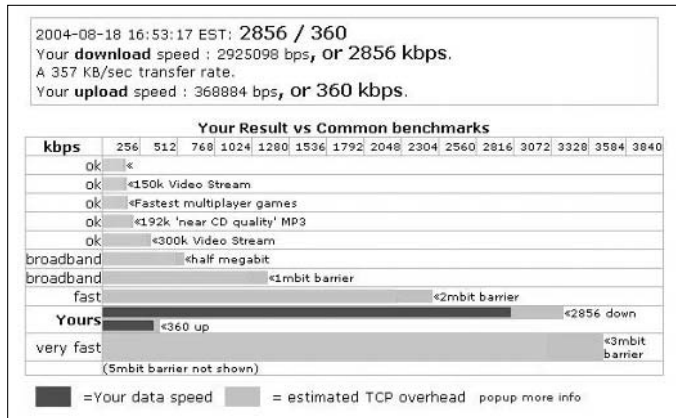 2004-08-18 16:53:17 EST: 2856 / 360
Your download speed : 2925098 bps, or 2856 kbps.
A 357 KB/sec transfer rate.
Your upload speed : 368884 bps, or 360 kbps.
Your Result vs Common benchmarks
kbps 256 512 768 1024 1280 1536 1792 2048 2304 2560 2816 3072 3328 3584 3840
ok «
ok «150k Video Stream
ok «Fastest multiplayer games
ok «192k 'near CD quality' MP3
ok «300k Video Stream
broadband «half megabit
broadband «1mbit barrier
fast «2mbit barrier
Yours «2856 down
«360 up
very fast «3mbit
barrier
(5mbit barrier not shown)
=Your data speed = estimated TCP overhead popup more info